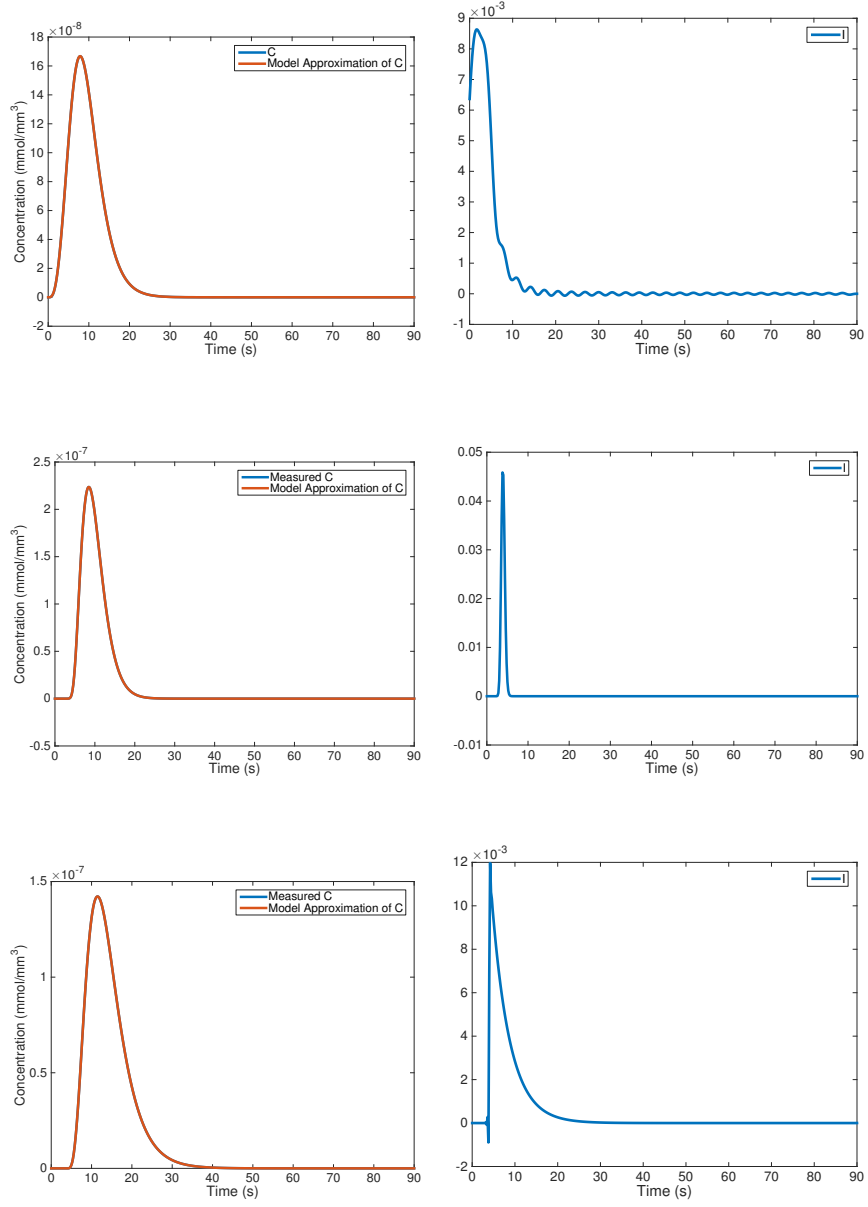 ×10⁻⁸
18
16
14
12
10
8
6
4
2
0
-2
Concentration (mmol/mm³)
0 10 20 30 40 50 60 70 80 90
Time (s)
C
Model Approximation of C
×10⁻³
9
8
7
6
5
4
3
2
1
0
-1
0 10 20 30 40 50 60 70 80 90
Time (s)
I
×10⁻⁷
2.5
2
1.5
1
0.5
0
-0.5
Concentration (mmol/mm³)
0 10 20 30 40 50 60 70 80 90
Time (s)
Measured C
Model Approximation of C
0.05
0.04
0.03
0.02
0.01
0
-0.01
0 10 20 30 40 50 60 70 80 90
Time (s)
I
×10⁻⁷
1.5
1
0.5
0
Concentration (mmol/mm³)
0 10 20 30 40 50 60 70 80 90
Time (s)
Measured C
Model Approximation of C
×10⁻³
12
10
8
6
4
2
0
-2
0 10 20 30 40 50 60 70 80 90
Time (s)
I